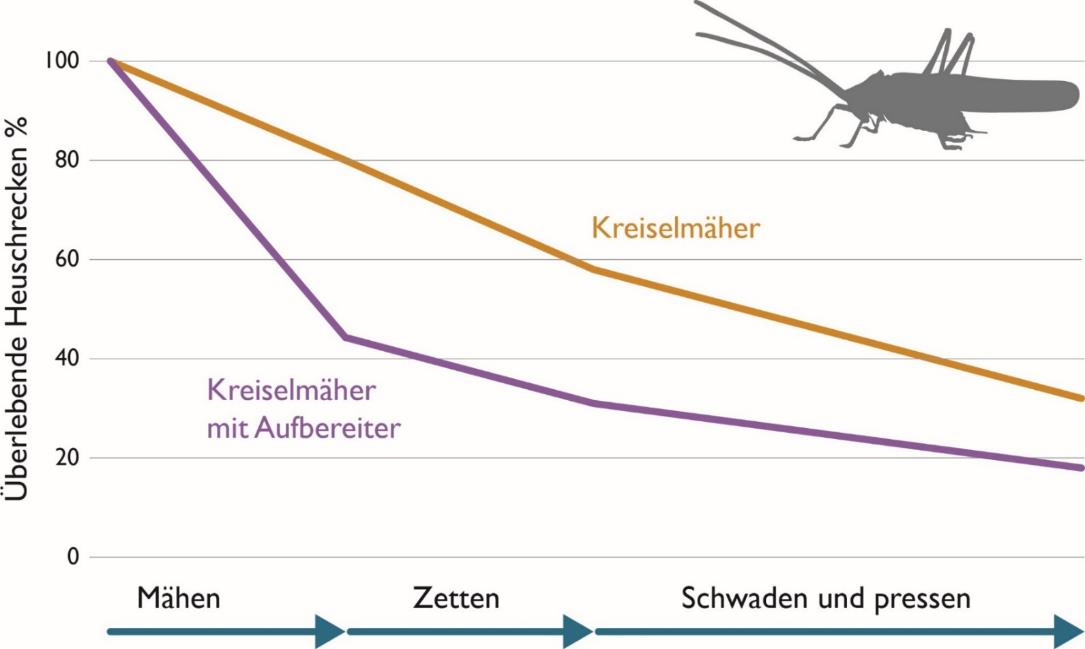 Überlebende Heuschrecken %
100
80
60
40
20
0
Kreiselmäher
Kreiselmäher
mit Aufbereiter
Mähen
Zetten
Schwaden und pressen